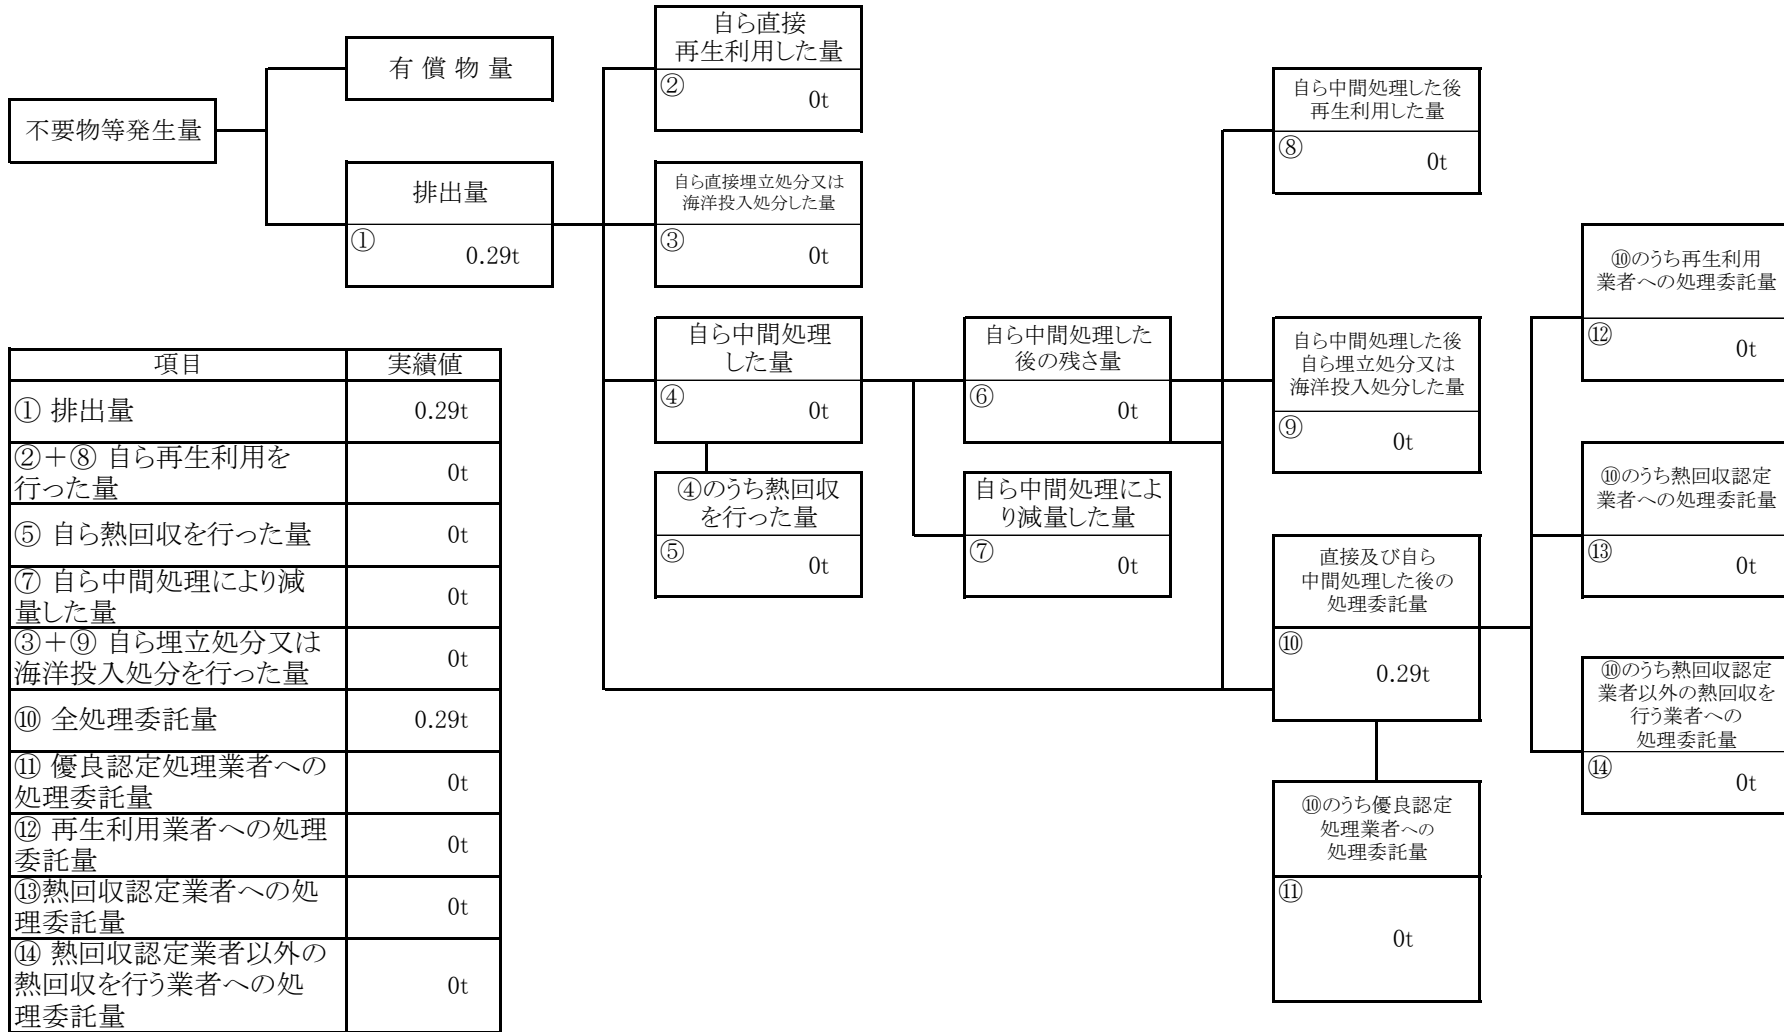 不要物等発生量
有償物量
排出量
①
0.29t
自ら直接
再生利用した量
②
0t
自ら直接埋立処分又は
海洋投入処分した量
③
0t
自ら中間処理
した量
④
0t
④のうち熱回収
を行った量
⑤
0t
自ら中間処理した
後の残さ量
⑥
0t
自ら中間処理によ
り減量した量
⑦
0t
自ら中間処理した後
再生利用した量
⑧
0t
自ら中間処理した後
自ら埋立処分又は
海洋投入処分した量
⑨
0t
直接及び自ら
中間処理した後の
処理委託量
⑩
0.29t
⑩のうち優良認定
処理業者への
処理委託量
⑪
0t
⑩のうち再生利用
業者への処理委託量
⑫
0t
⑩のうち熱回収認定
業者への処理委託量
⑬
0t
⑩のうち熱回収認定
業者以外の熱回収を
行う業者への
処理委託量
⑭
0t
項目 実績値
① 排出量 0.29t
②＋⑧ 自ら再生利用を
行った量 0t
⑤ 自ら熱回収を行った量 0t
⑦ 自ら中間処理により減
量した量 0t
③＋⑨ 自ら埋立処分又は
海洋投入処分を行った量 0t
⑩ 全処理委託量 0.29t
⑪ 優良認定処理業者への
処理委託量 0t
⑫ 再生利用業者への処理
委託量 0t
⑬熱回収認定業者への処
理委託量 0t
⑭ 熱回収認定業者以外の
熱回収を行う業者への処 0t
理委託量